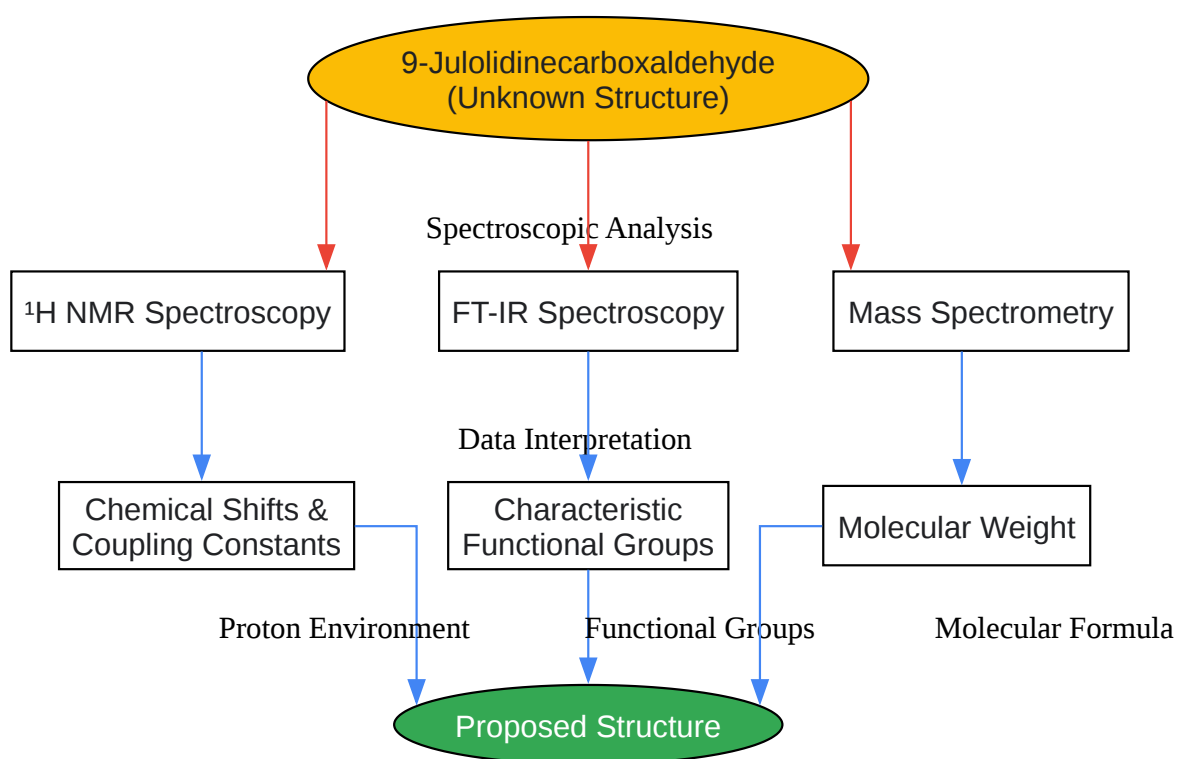 9-Julolidinecarboxaldehyde
(Unknown Structure)
Spectroscopic Analysis
¹H NMR Spectroscopy
FT-IR Spectroscopy
Mass Spectrometry
Data Interpretation
Chemical Shifts &
Coupling Constants
Characteristic
Functional Groups
Molecular Weight
Proton Environment
Functional Groups
Molecular Formula
Proposed Structure